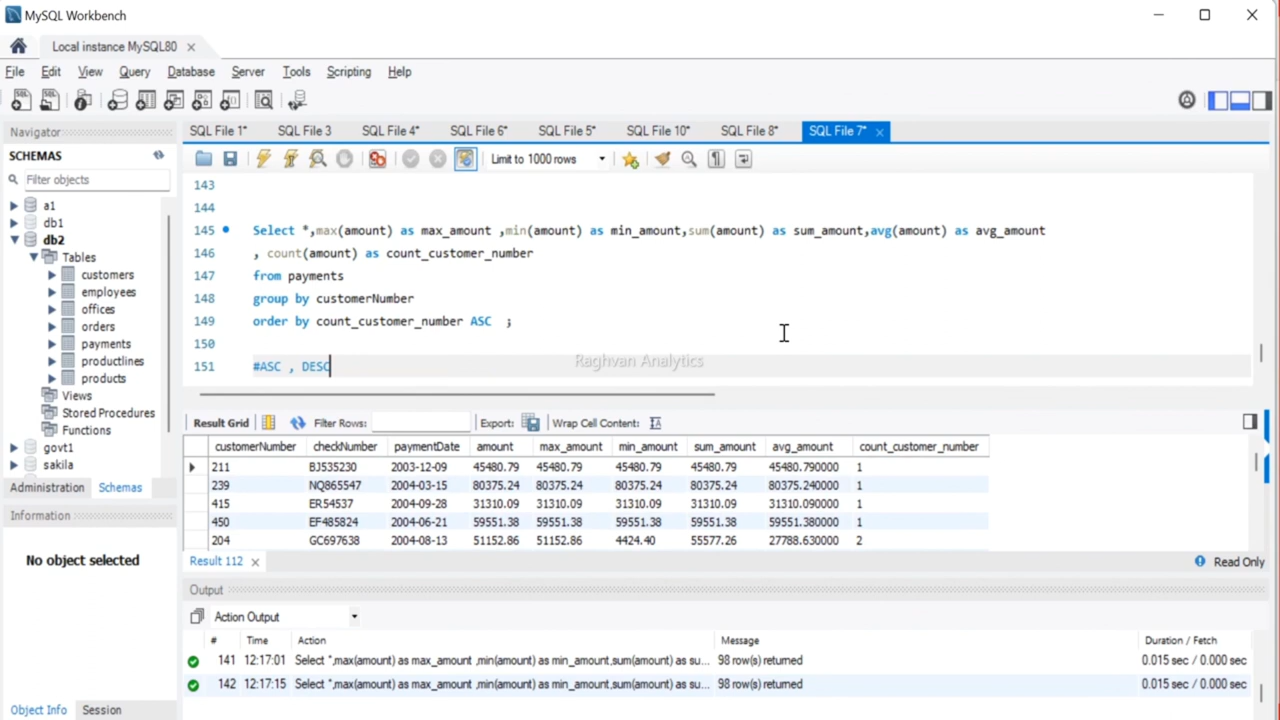 MySQL Workbench
Local instance MySQL80
File Edit View Query Database Server Tools Scripting Help
Navigator
SCHEMAS
Filter objects
a1
db1
db2
Tables
customers
employees
offices
orders
payments
productlines
products
Views
Stored Procedures
Functions
govt1
sakila
Administration Schemas
Information
No object selected
Object Info Session
SQL File 1* SQL File 3 SQL File 4* SQL File 6* SQL File 5* SQL File 10* SQL File 8* SQL File 7*
Limit to 1000 rows
143
144
145 Select *,max(amount) as max_amount ,min(amount) as min_amount,sum(amount) as sum_amount,avg(amount) as avg_amount
146 , count(amount) as count_customer_number
147 from payments
148 group by customerNumber
149 order by count_customer_number ASC ;
150
151 #ASC , DESC
Raghvan Analytics
Result Grid Filter Rows: Export: Wrap Cell Content:
customerNumber checkNumber paymentDate amount max_amount min_amount sum_amount avg_amount count_customer_number
211 BJ535230 2003-12-09 45480.79 45480.79 45480.79 45480.79 45480.790000 1
239 NQ865547 2004-03-15 80375.24 80375.24 80375.24 80375.24 80375.240000 1
415 ER54537 2004-09-28 31310.09 31310.09 31310.09 31310.09 31310.090000 1
450 EF485824 2004-06-21 59551.38 59551.38 59551.38 59551.38 59551.380000 1
204 GC697638 2004-08-13 51152.86 51152.86 4424.40 55577.26 27788.630000 2
Result 112 Read Only
Output
Action Output
# Time Action Message Duration / Fetch
141 12:17:01 Select *,max(amount) as max_amount ,min(amount) as min_amount,sum(amount) as su... 98 row(s) returned 0.015 sec / 0.000 sec
142 12:17:15 Select *,max(amount) as max_amount ,min(amount) as min_amount,sum(amount) as su... 98 row(s) returned 0.015 sec / 0.000 sec